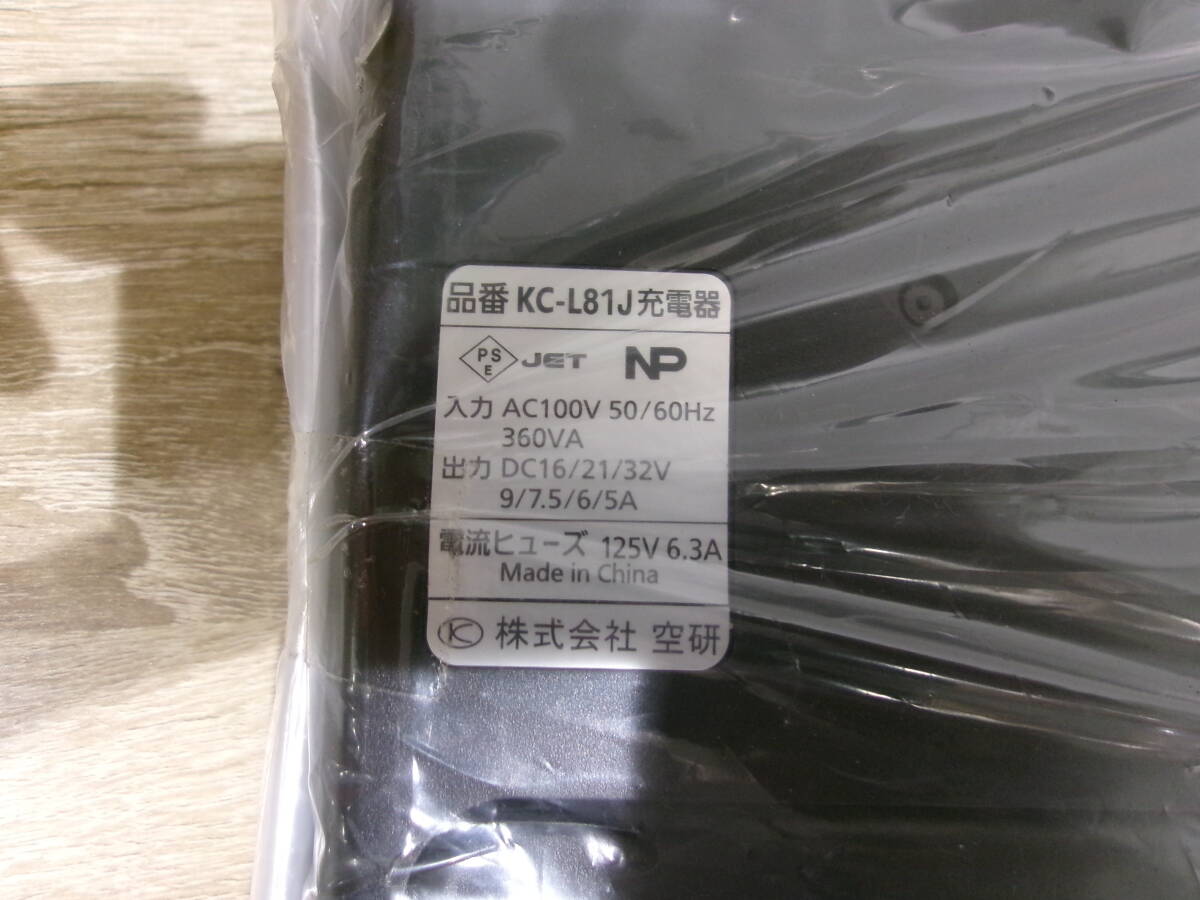 品番 KC-L81J充電器
PS E JET NP
入力 AC100V 50/60Hz
360VA
出力 DC16/21/32V
9/7.5/6/5A
電流ヒューズ 125V 6.3A
Made in China
K 株式会社 空研